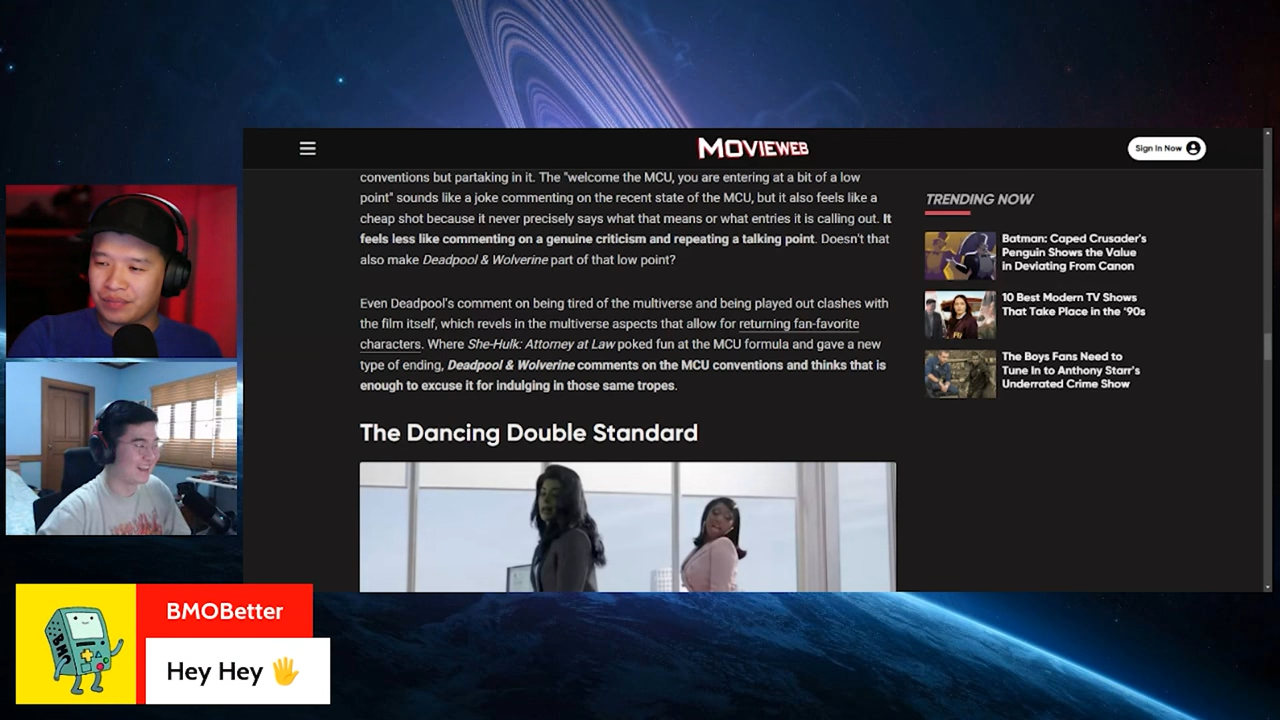 MOVIEWEB
Sign In Now
conventions but partaking in it. The "welcome the MCU, you are entering at a bit of a low
point" sounds like a joke commenting on the recent state of the MCU, but it also feels like a
cheap shot because it never precisely says what that means or what entries it is calling out. It
feels less like commenting on a genuine criticism and repeating a talking point. Doesn't that
also make Deadpool & Wolverine part of that low point?
Even Deadpool's comment on being tired of the multiverse and being played out clashes with
the film itself, which revels in the multiverse aspects that allow for returning fan-favorite
characters. Where She-Hulk: Attorney at Law poked fun at the MCU formula and gave a new
type of ending, Deadpool & Wolverine comments on the MCU conventions and thinks that is
enough to excuse it for indulging in those same tropes.
The Dancing Double Standard
TRENDING NOW
Batman: Caped Crusader's
Penguin Shows the Value
in Deviating From Canon
10 Best Modern TV Shows
That Take Place in the '90s
The Boys Fans Need to
Tune In to Anthony Starr's
Underrated Crime Show
BMO
BMOBetter
Hey Hey 🖐